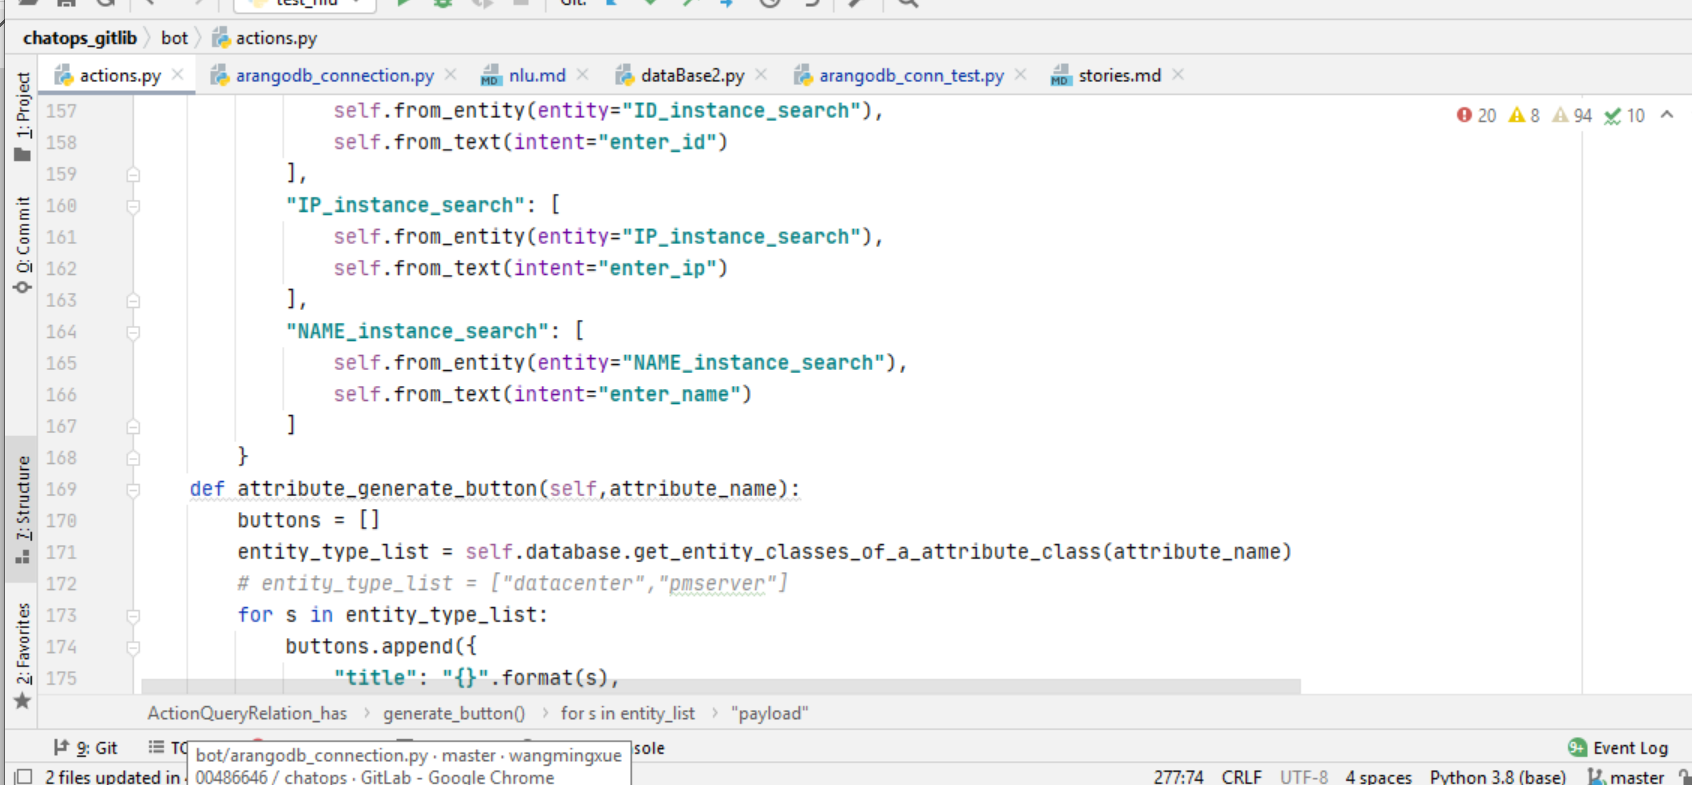 test_nlu
Git:
chatops_gitlib
bot
actions.py
actions.py
arangodb_connection.py
nlu.md
dataBase2.py
arangodb_conn_test.py
stories.md
1: Project
0: Commit
7: Structure
2: Favorites
20 8 94 10
157 self.from_entity(entity="ID_instance_search"),
158 self.from_text(intent="enter_id")
159 ],
160 "IP_instance_search": [
161 self.from_entity(entity="IP_instance_search"),
162 self.from_text(intent="enter_ip")
163 ],
164 "NAME_instance_search": [
165 self.from_entity(entity="NAME_instance_search"),
166 self.from_text(intent="enter_name")
167 ]
168 }
169 def attribute_generate_button(self,attribute_name):
170 buttons = []
171 entity_type_list = self.database.get_entity_classes_of_a_attribute_class(attribute_name)
172 # entity_type_list = ["datacenter","pmserver"]
173 for s in entity_type_list:
174 buttons.append({
175 "title": "{}".format(s),
ActionQueryRelation_has › generate_button() › for s in entity_list › "payload"
9: Git
Event Log
bot/arangodb_connection.py · master · wangmingxue
00486646 / chatops · GitLab - Google Chrome
2 files updated in
277:74 CRLF UTF-8 4 spaces Python 3.8 (base) master